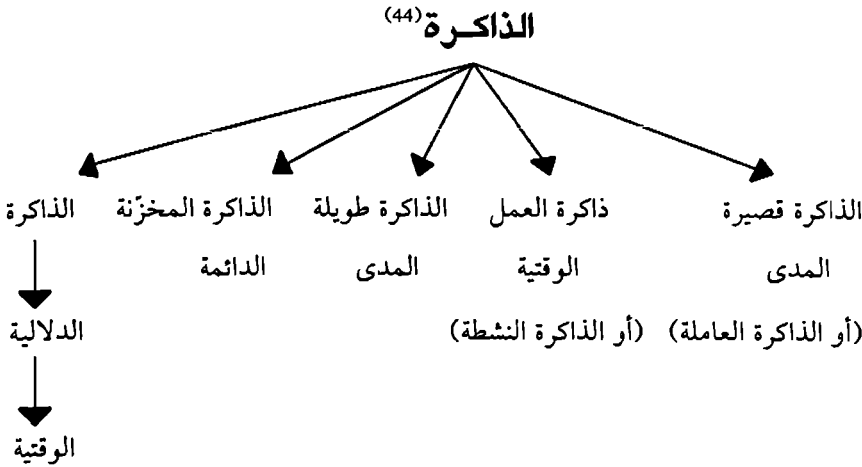 الذاكــرة(44)
الذاكرة قصيرة ذاكرة العمل الذاكرة طويلة الذاكرة المخزّنة الذاكرة
المدى الوقتية المدى الدائمة
(أو الذاكرة العاملة) (أو الذاكرة النشطة) الدلالية
الوقتية